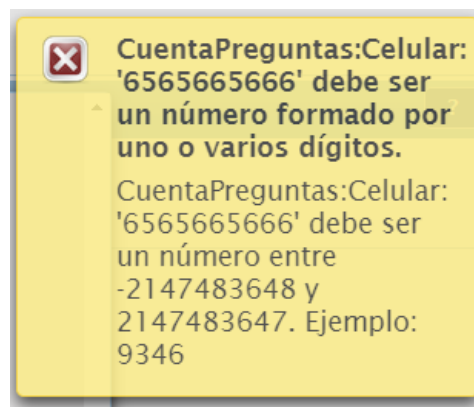 CuentaPreguntas:Celular:
'6565665666' debe ser
un número formado por
uno o varios dígitos.
CuentaPreguntas:Celular:
'6565665666' debe ser
un número entre
-2147483648 y
2147483647. Ejemplo:
9346